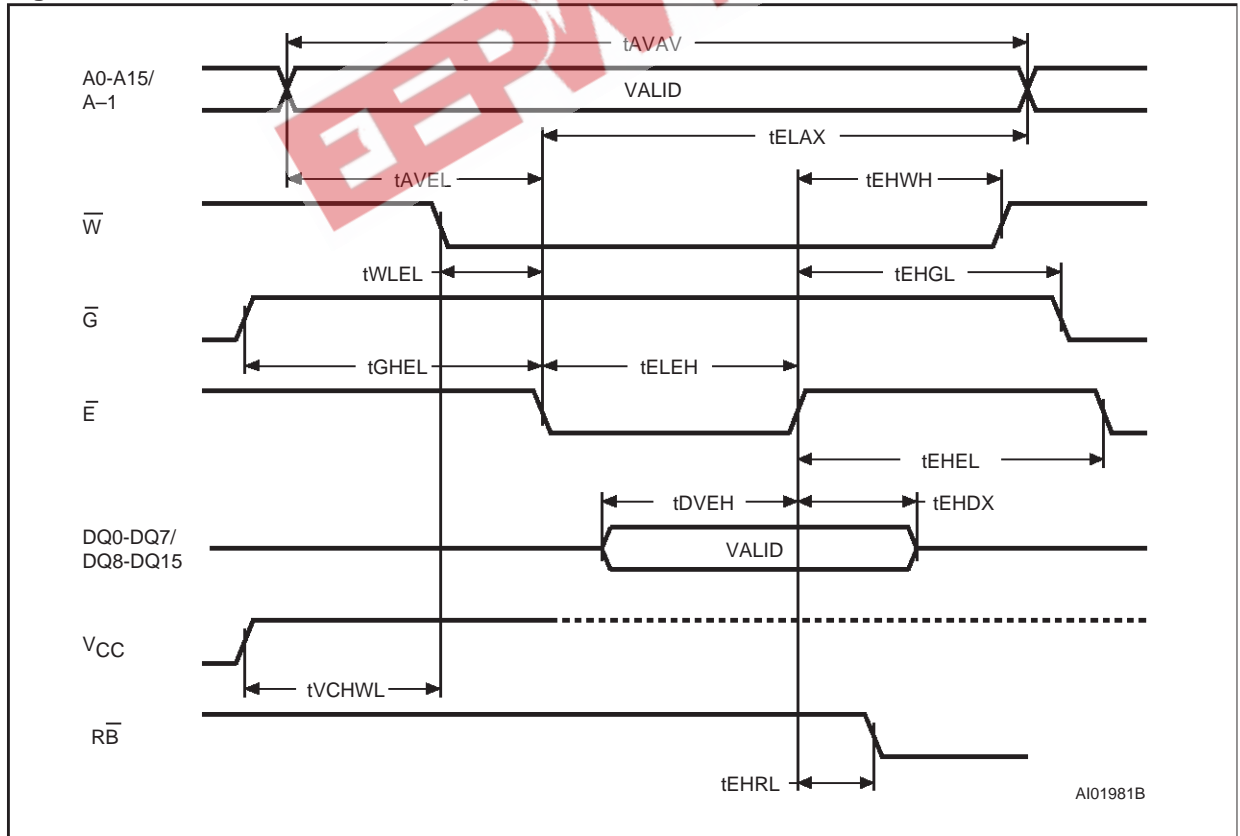 tAVAV
A0-A15/
A–1
VALID
tELAX
tAVEL
tEHWH
W
tWLEL
tEHGL
G
tGHEL
tELEH
E
tEHEL
tDVEH
tEHDX
DQ0-DQ7/
DQ8-DQ15
VALID
VCC
tVCHWL
RB
tEHRL
AI01981B